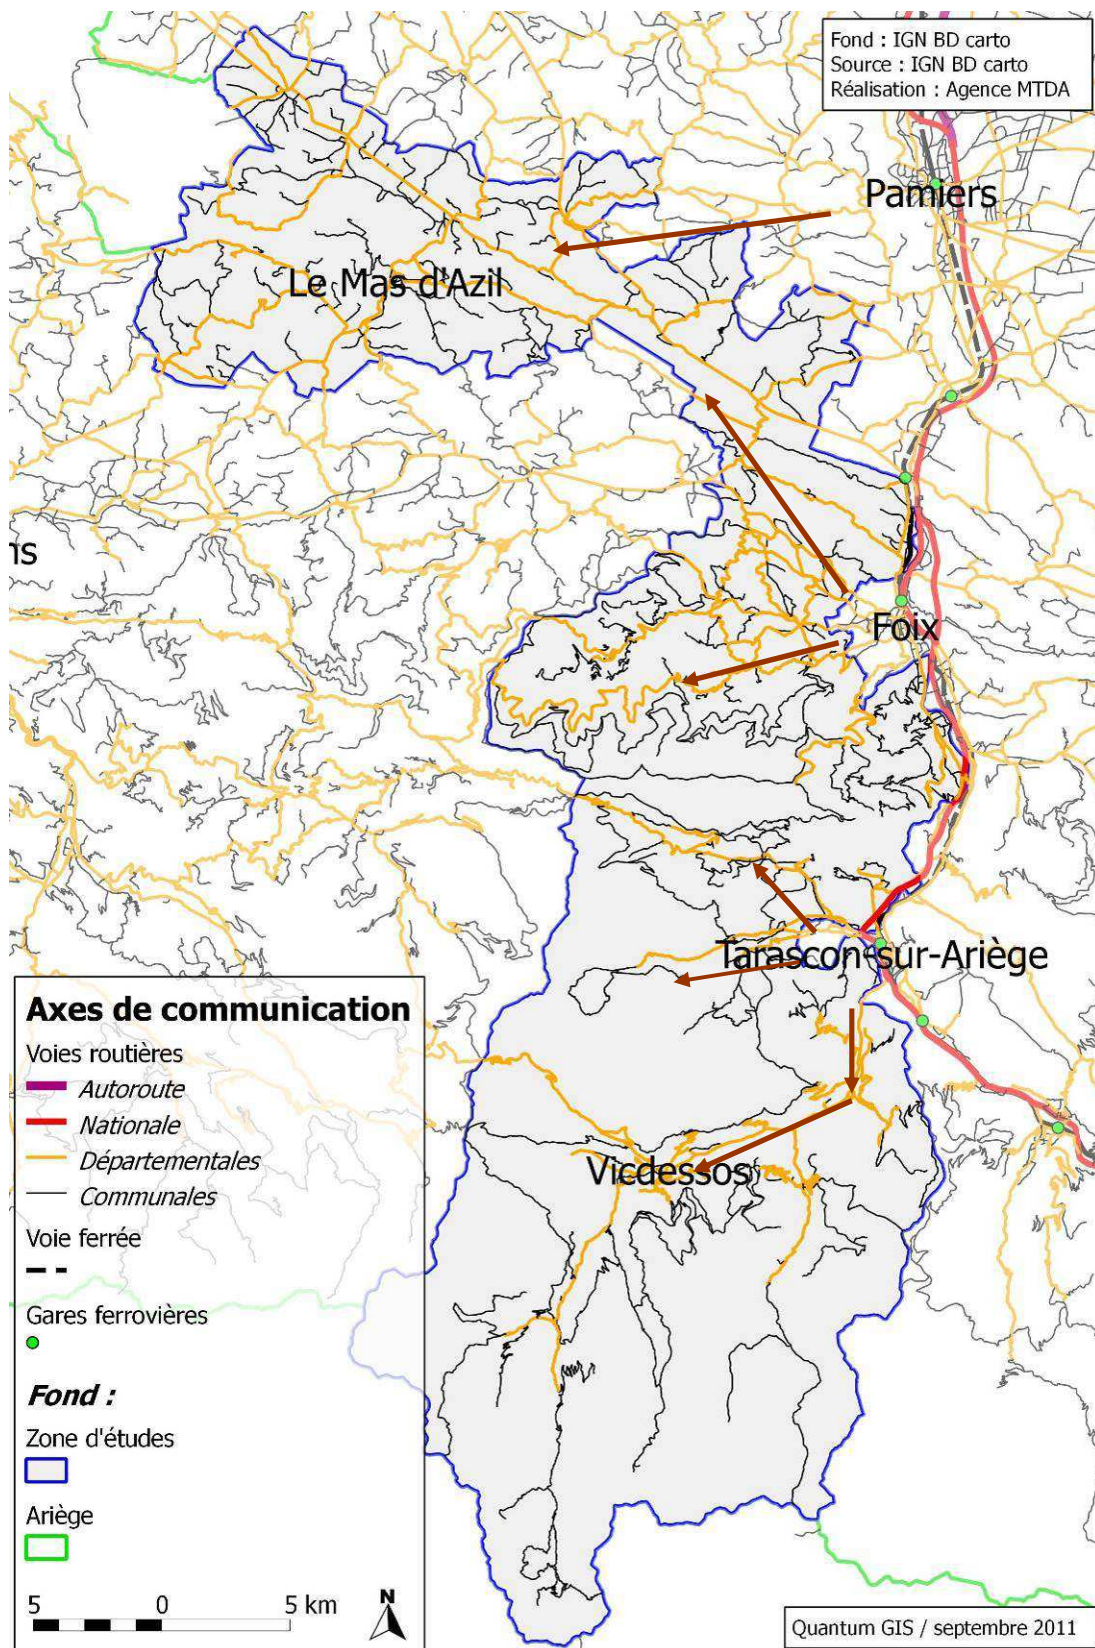 Fond : IGN BD carto
Source : IGN BD carto
Réalisation : Agence MTDA
Pamiers
Le Mas d'Azil
ns
Foix
Tarascon-sur-Ariège
Vicdessos
Axes de communication
Voies routières
Autoroute
Nationale
Départementales
Communales
Voie ferrée
Gares ferroviaires
Fond :
Zone d'études
Ariège
5 0 5 km
N
Quantum GIS / septembre 2011